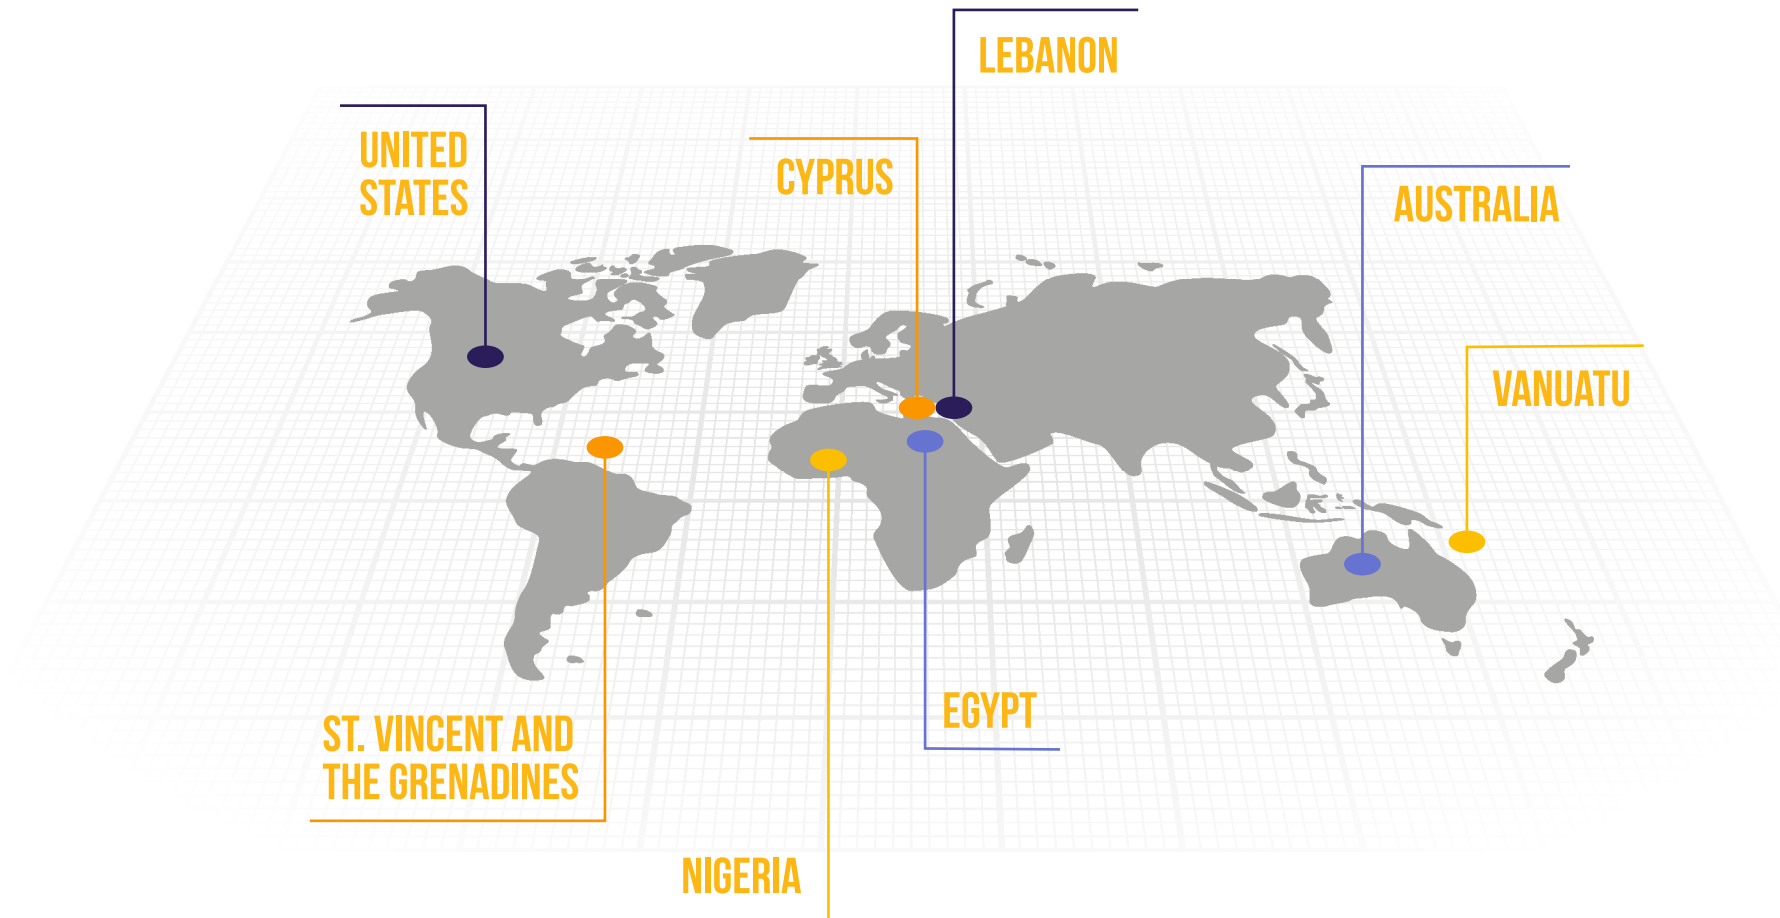 LEBANON
UNITED
STATES
CYPRUS
AUSTRALIA
VANUATU
EGYPT
ST. VINCENT AND
THE GRENADINES
NIGERIA